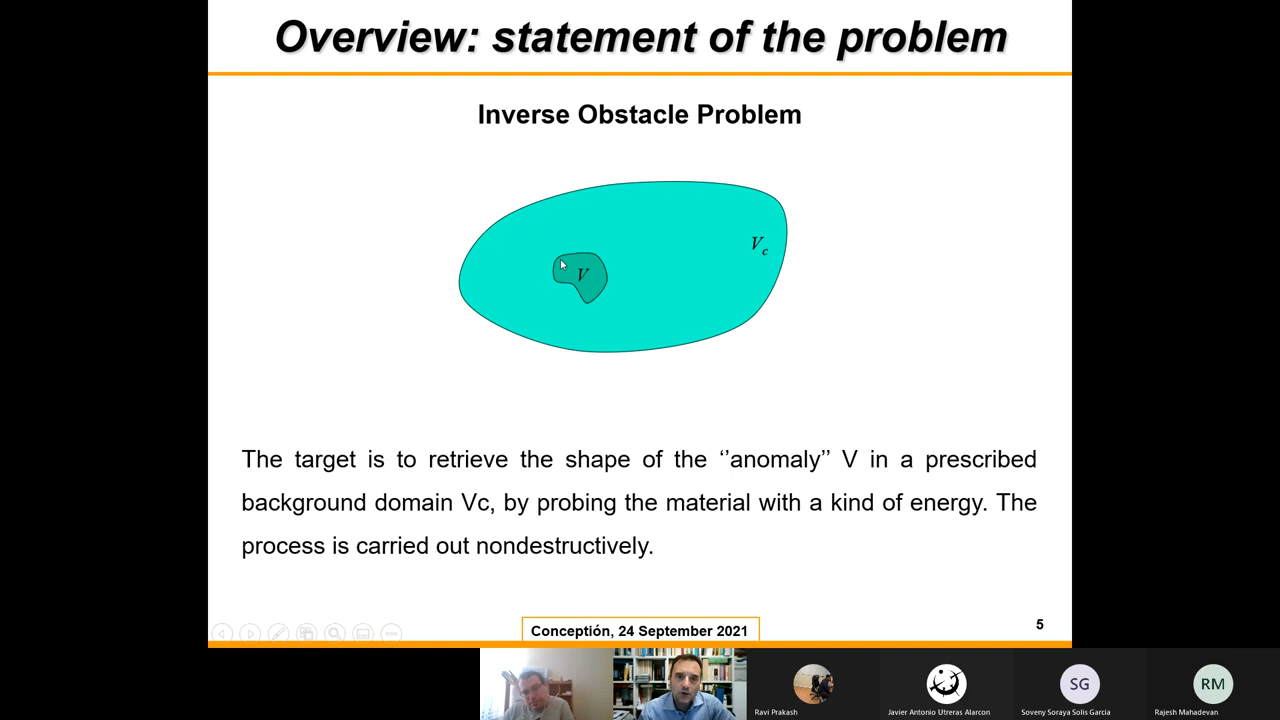 Overview: statement of the problem
Inverse Obstacle Problem
Vc
V
The target is to retrieve the shape of the ‘’anomaly’’ V in a prescribed
background domain Vc, by probing the material with a kind of energy. The
process is carried out nondestructively.
5
Conceptión, 24 September 2021
SG
RM
Ravi Prakash
Javier Antonio Utreras Alarcon
Soveny Soraya Solis Garcia
Rajesh Mahadevan